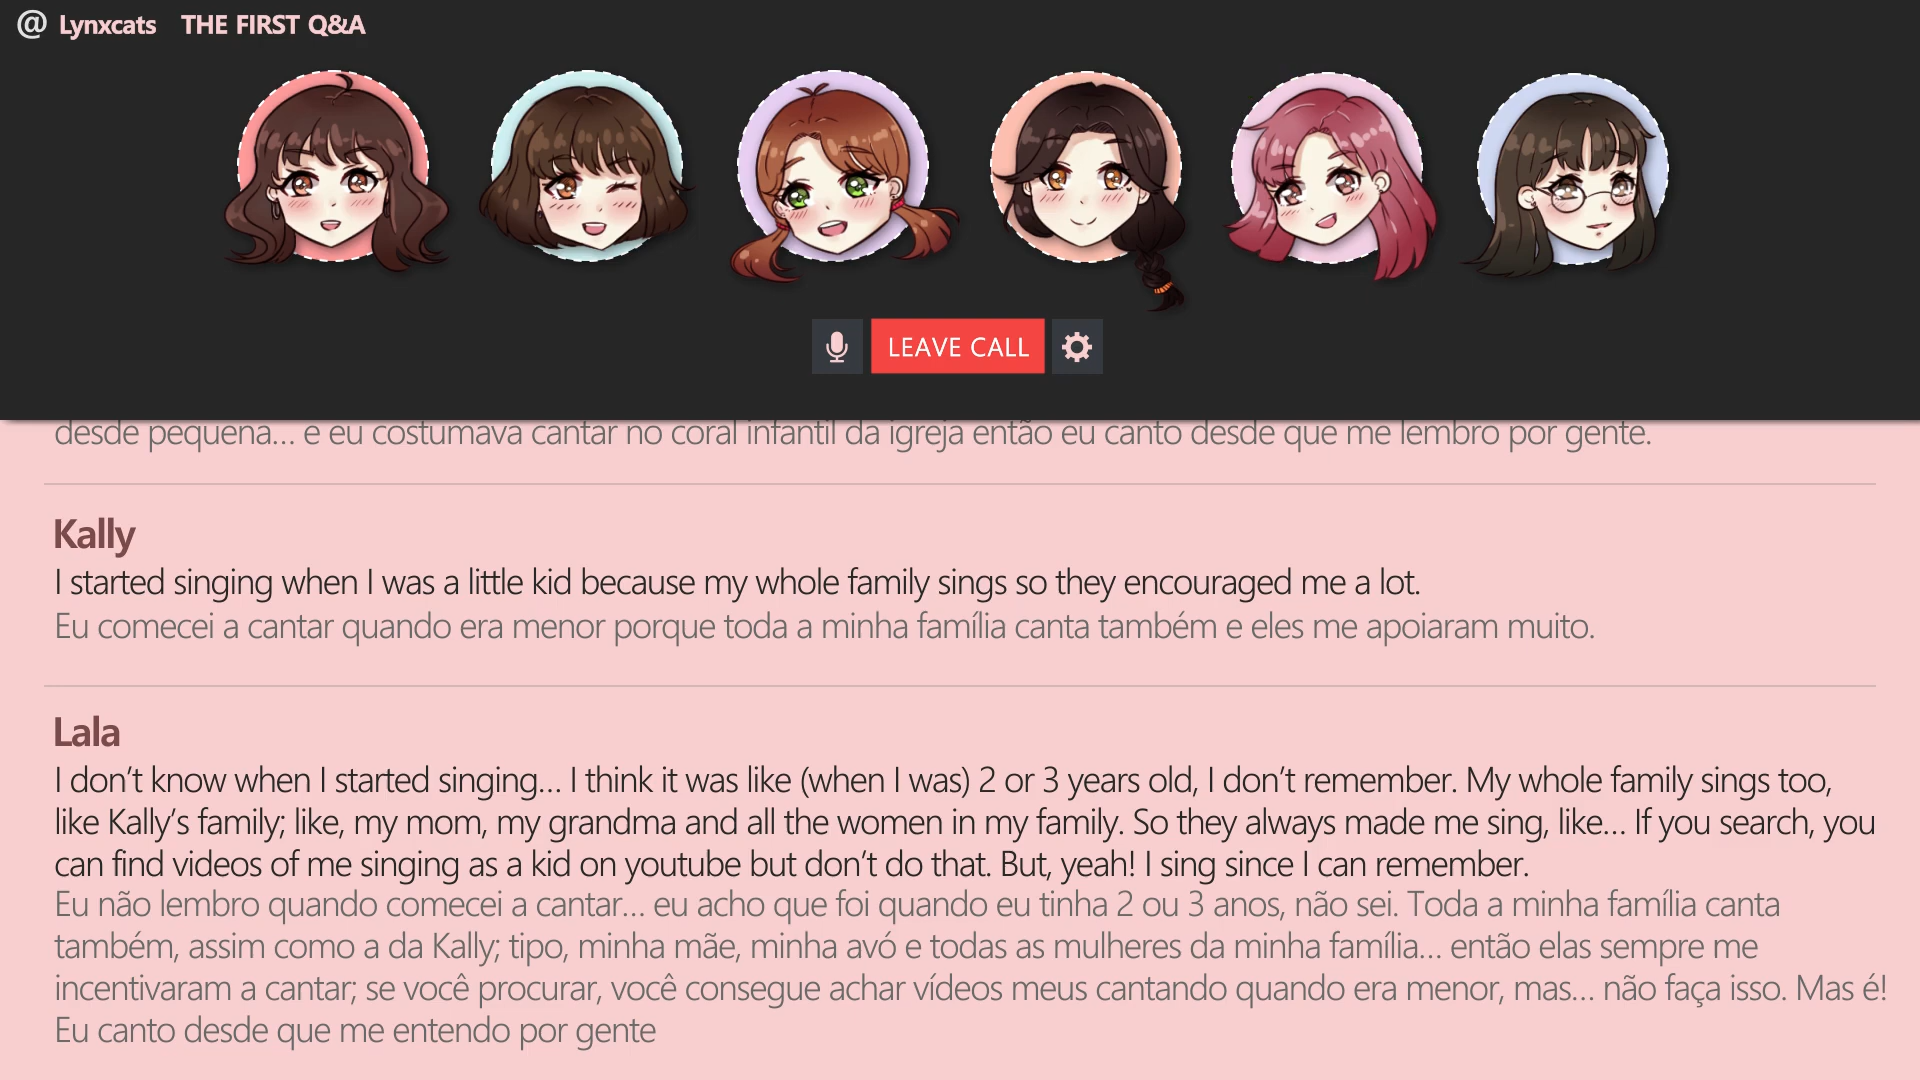 @ Lynxcats THE FIRST Q&A
LEAVE CALL
desde pequena... e eu costumava cantar no coral infantil da igreja então eu canto desde que me lembro por gente.
Kally
I started singing when I was a little kid because my whole family sings so they encouraged me a lot.
Eu comecei a cantar quando era menor porque toda a minha família canta também e eles me apoiaram muito.
Lala
I don't know when I started singing... I think it was like (when I was) 2 or 3 years old, I don't remember. My whole family sings too,
like Kally's family; like, my mom, my grandma and all the women in my family. So they always made me sing, like... If you search, you
can find videos of me singing as a kid on youtube but don't do that. But, yeah! I sing since I can remember.
Eu não lembro quando comecei a cantar... eu acho que foi quando eu tinha 2 ou 3 anos, não sei. Toda a minha família canta
também, assim como a da Kally; tipo, minha mãe, minha avó e todas as mulheres da minha família... então elas sempre me
incentivaram a cantar; se você procurar, você consegue achar vídeos meus cantando quando era menor, mas... não faça isso. Mas é!
Eu canto desde que me entendo por gente